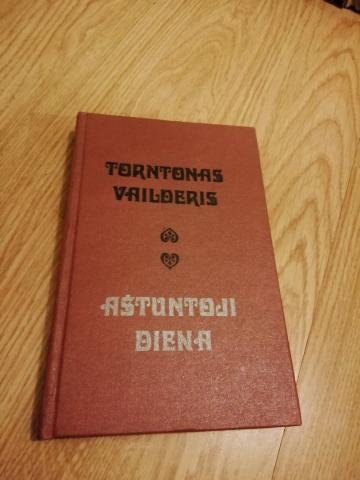 TORNTONAS
VAILDERIS
AŠTUNTOJI
DIENA